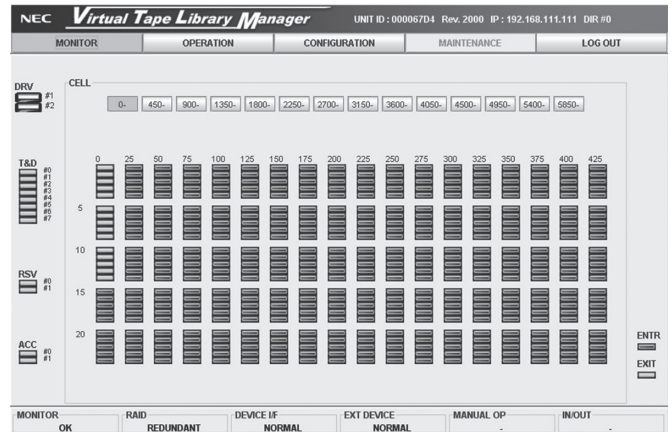 NEC Virtual Tape Library Manager UNIT ID : 000067D4 Rev. 2000 IP : 192.168.111.111 DIR #0
MONITOR OPERATION CONFIGURATION MAINTENANCE LOG OUT
DRV
#1
#2
CELL
0- 450- 900- 1350- 1800- 2250- 2700- 3150- 3600- 4050- 4500- 4950- 5400- 5850-
T&D
#0
#1
#2
#3
#4
#5
#6
#7
0 25 50 75 100 125 150 175 200 225 250 275 300 325 350 375 400 425
5
10
15
20
RSV
#0
#1
ACC
#0
#1
ENTR
EXIT
MONITOR RAID DEVICE I/F EXT DEVICE MANUAL OP IN/OUT
OK REDUNDANT NORMAL NORMAL - -